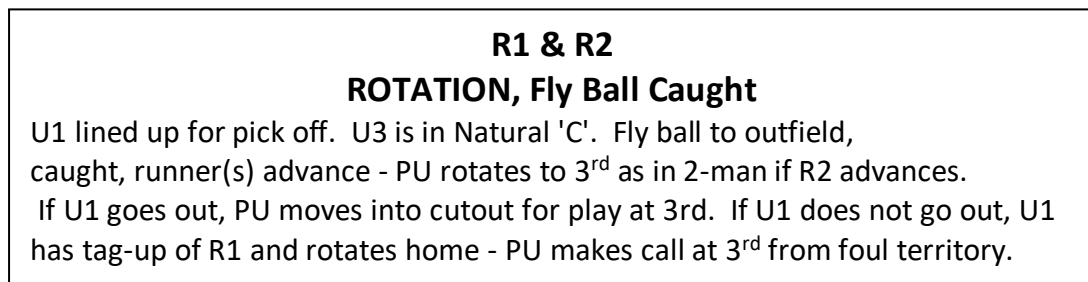 R1 & R2
ROTATION, Fly Ball Caught
U1 lined up for pick off.  U3 is in Natural 'C'.  Fly ball to outfield,
caught, runner(s) advance - PU rotates to 3rd as in 2-man if R2 advances.
If U1 goes out, PU moves into cutout for play at 3rd.  If U1 does not go out, U1
has tag-up of R1 and rotates home - PU makes call at 3rd from foul territory.